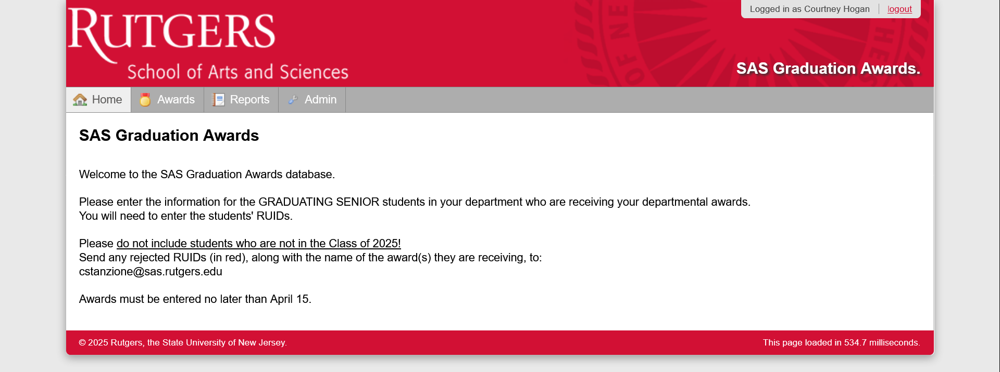 Logged in as Courtney Hogan
logout
RUTGERS
School of Arts and Sciences
SAS Graduation Awards.
Home
Awards
Reports
Admin
SAS Graduation Awards
Welcome to the SAS Graduation Awards database.
Please enter the information for the GRADUATING SENIOR students in your department who are receiving your departmental awards.
You will need to enter the students' RUIDs.
Please do not include students who are not in the Class of 2025!
Send any rejected RUIDs (in red), along with the name of the award(s) they are receiving, to:
cstanzione@sas.rutgers.edu
Awards must be entered no later than April 15.
© 2025 Rutgers, the State University of New Jersey.
This page loaded in 534.7 milliseconds.